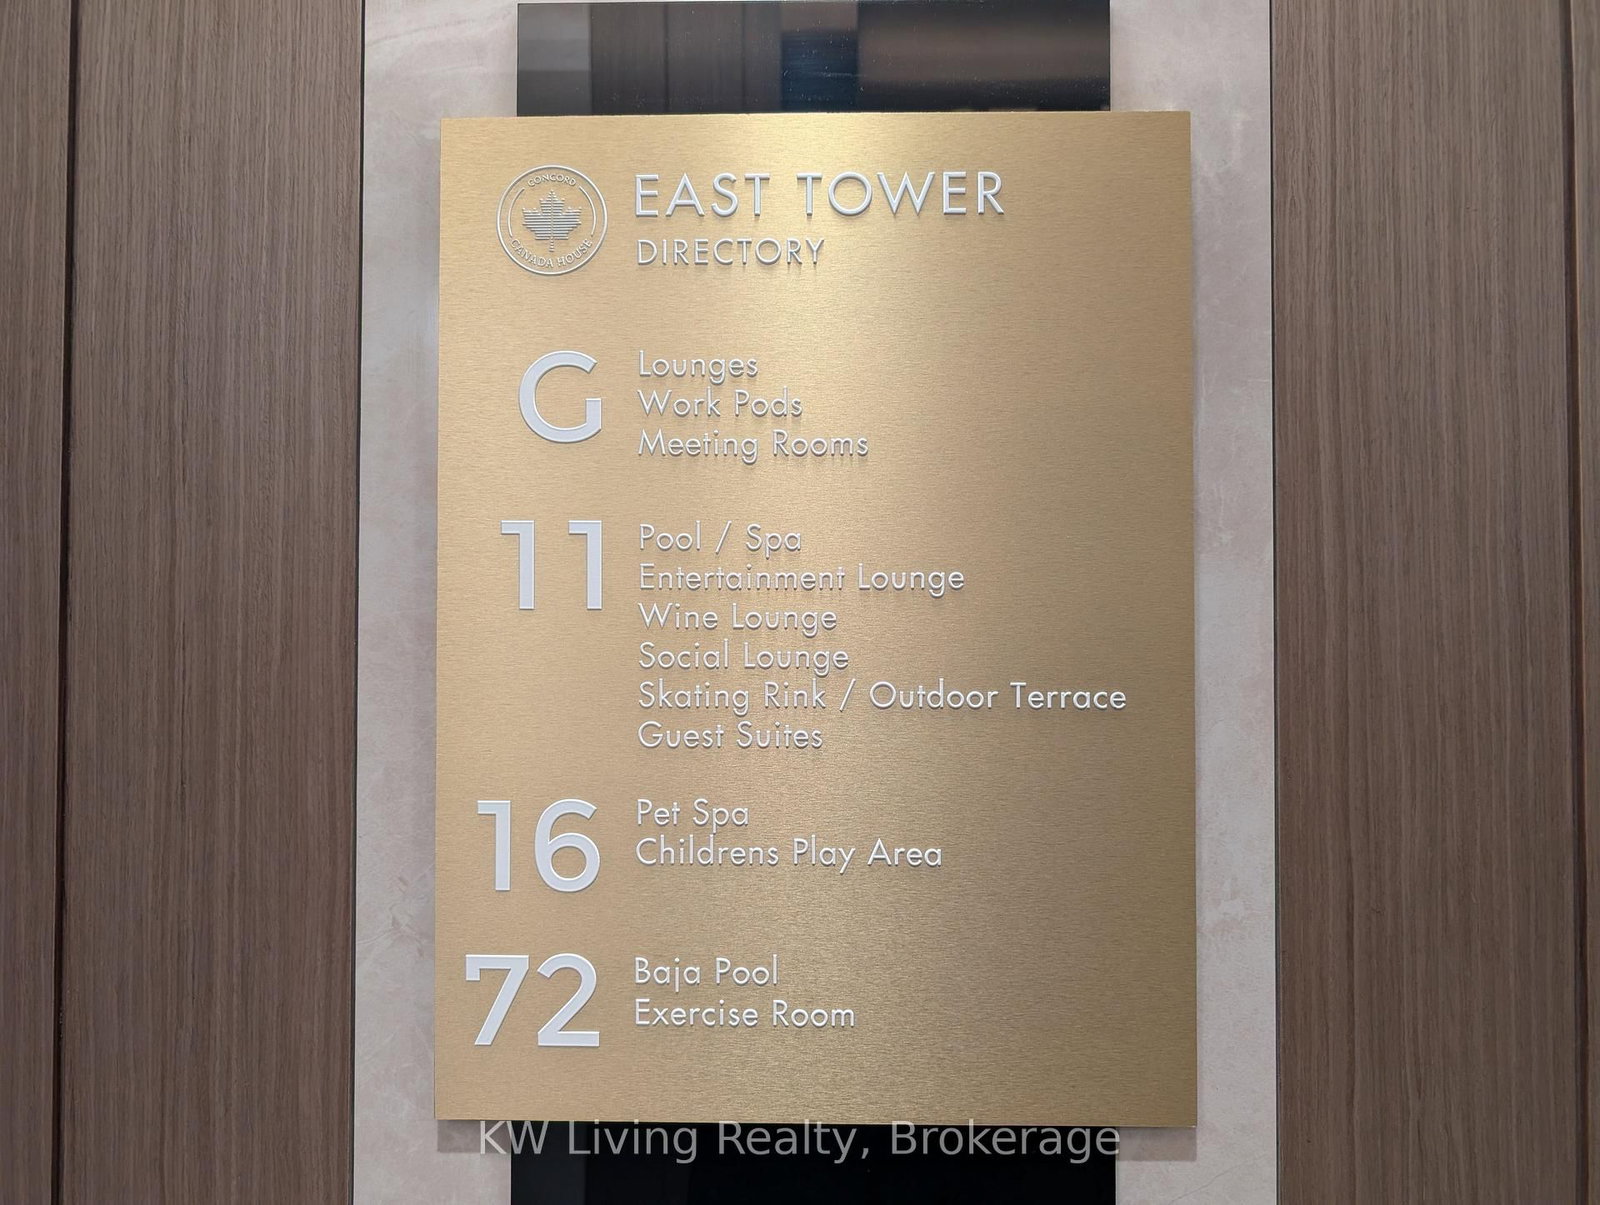 CONCORD
CANADA HOUSE
EAST TOWER
DIRECTORY
G
Lounges
Work Pods
Meeting Rooms
11
Pool / Spa
Entertainment Lounge
Wine Lounge
Social Lounge
Skating Rink / Outdoor Terrace
Guest Suites
16
Pet Spa
Childrens Play Area
72
Baja Pool
Exercise Room
KW Living Realty, Brokerage